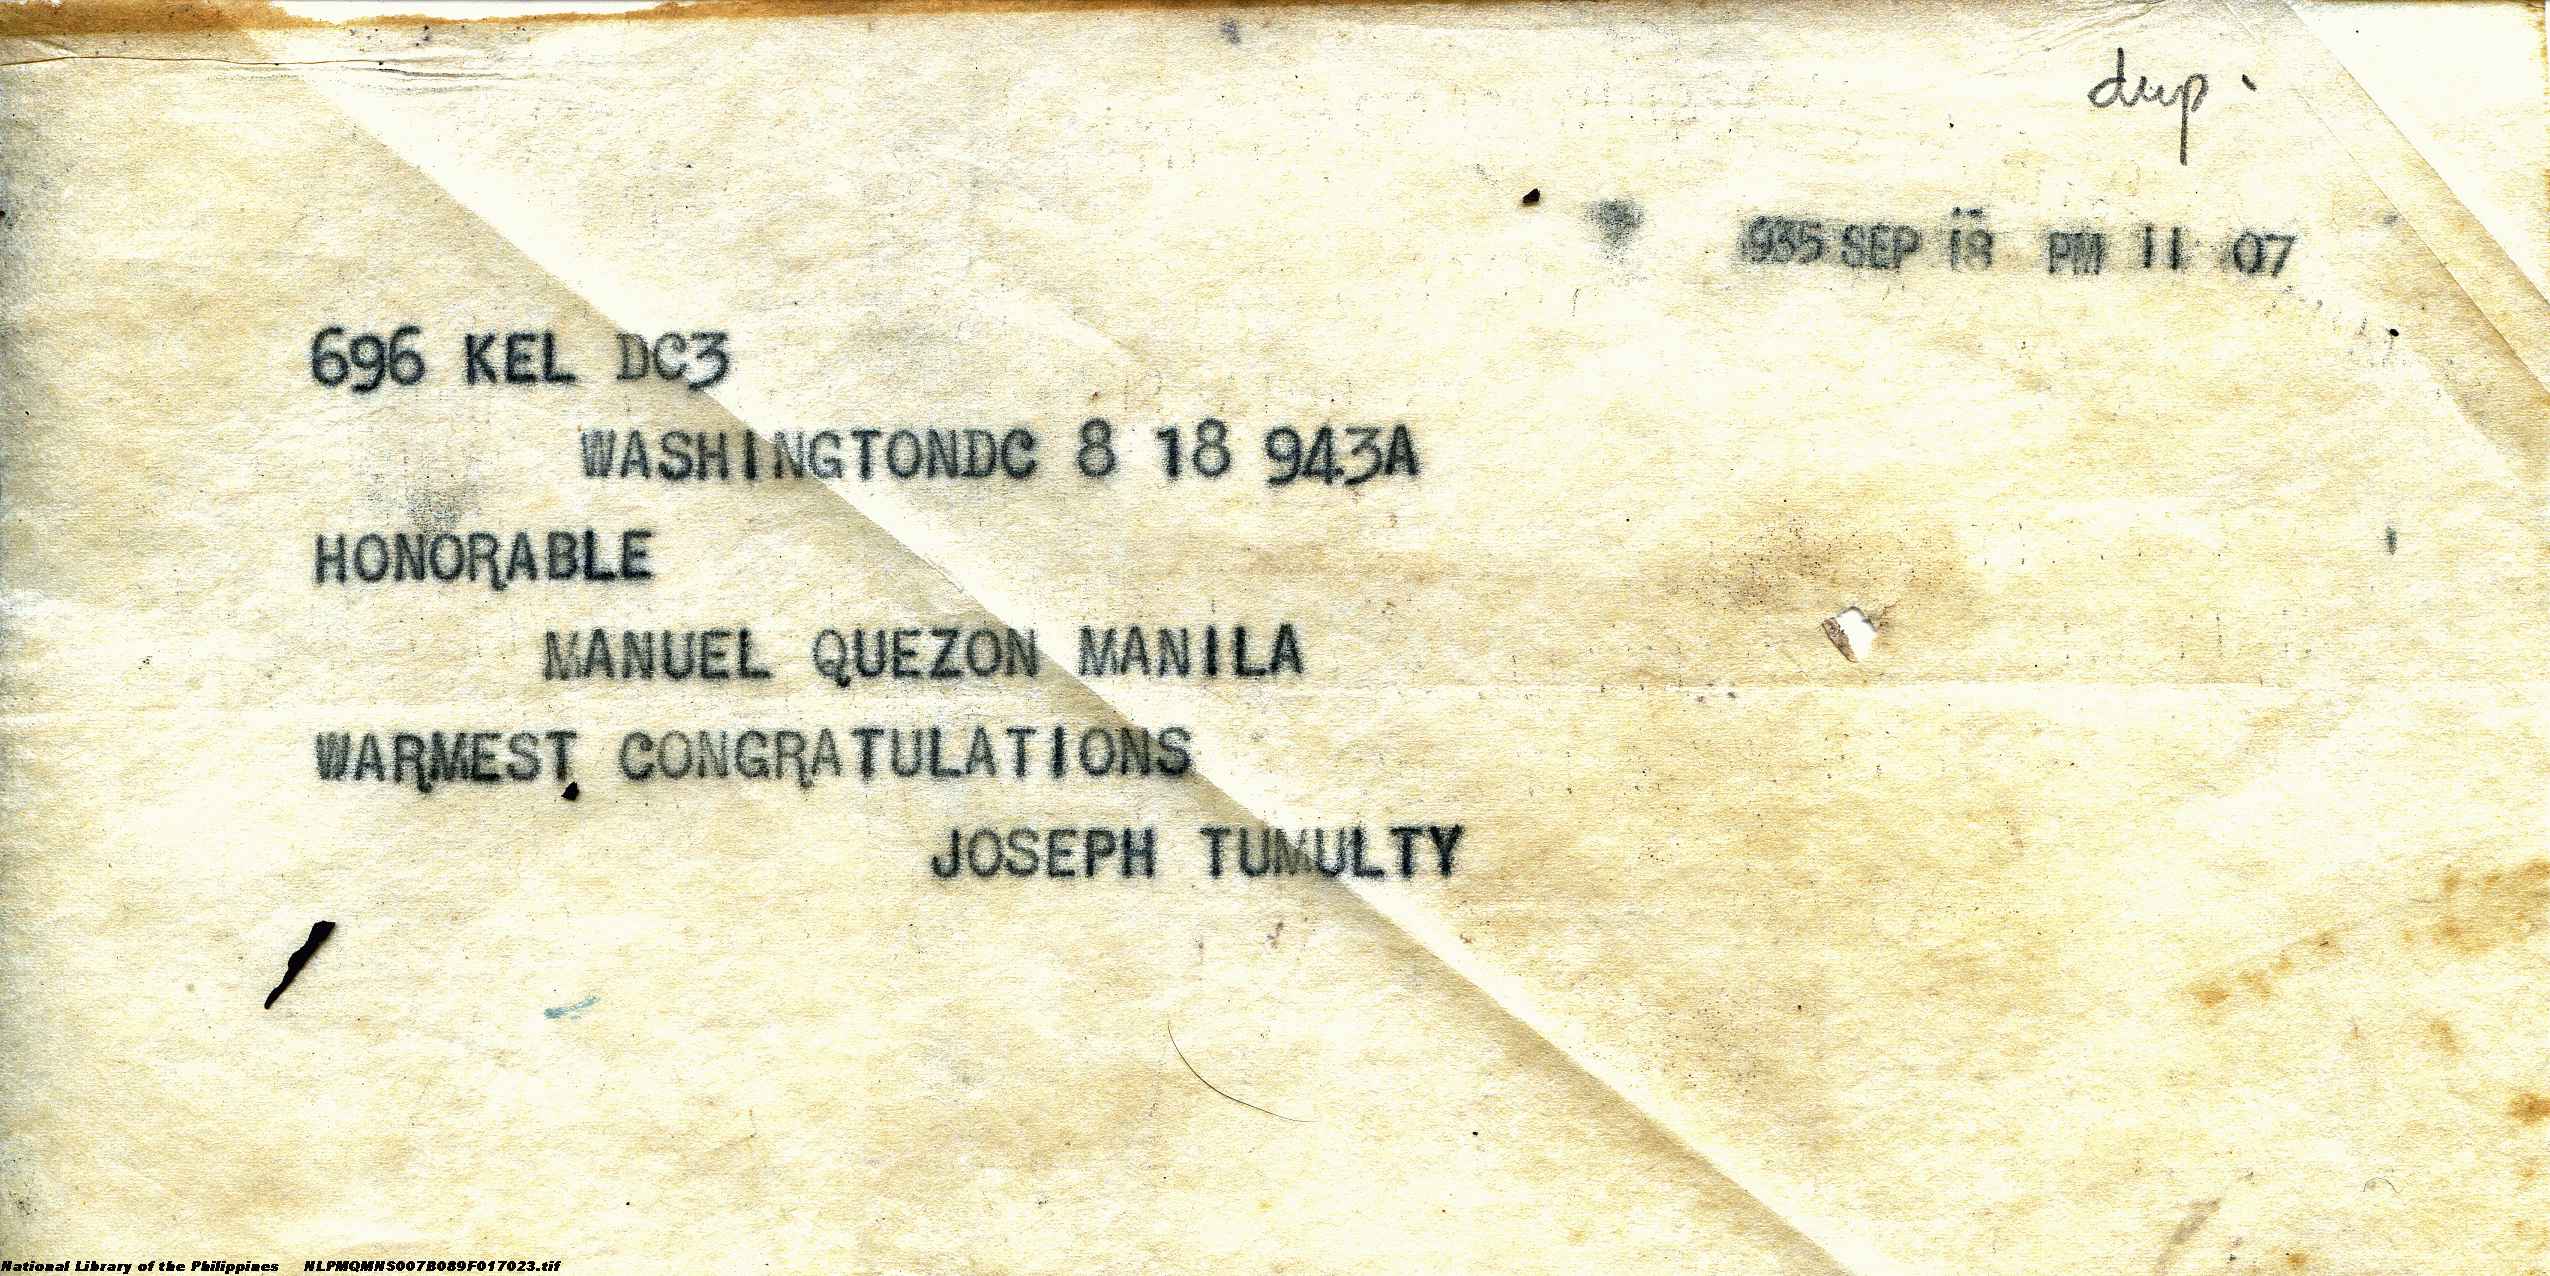 dup.
1935 SEP 18 PM 11 07
696 KEL DC3
WASHINGTONDC 8 18 943A
HONORABLE
MANUEL QUEZON MANILA
WARMEST CONGRATULATIONS
JOSEPH TUMULTY
National Library of the Philippines NLPMQMNS007B089F017023.tif